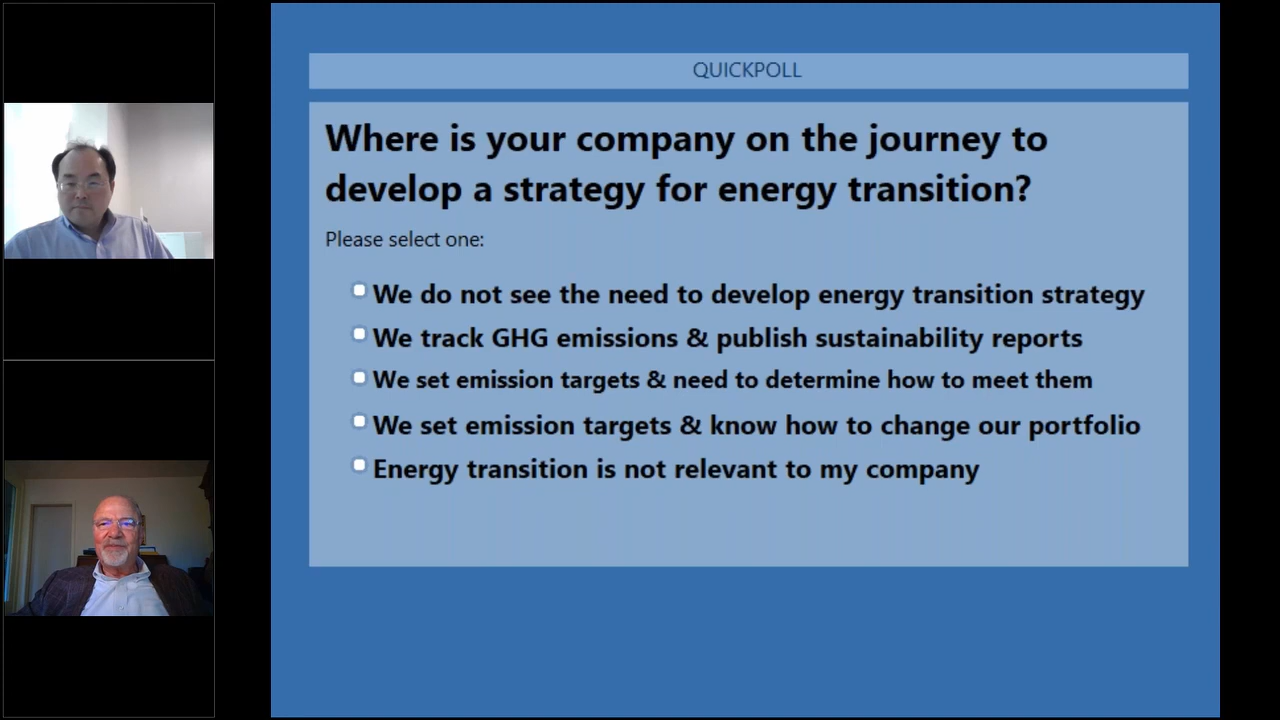 QUICKPOLL
Where is your company on the journey to
develop a strategy for energy transition?
Please select one:
We do not see the need to develop energy transition strategy
We track GHG emissions & publish sustainability reports
We set emission targets & need to determine how to meet them
We set emission targets & know how to change our portfolio
Energy transition is not relevant to my company